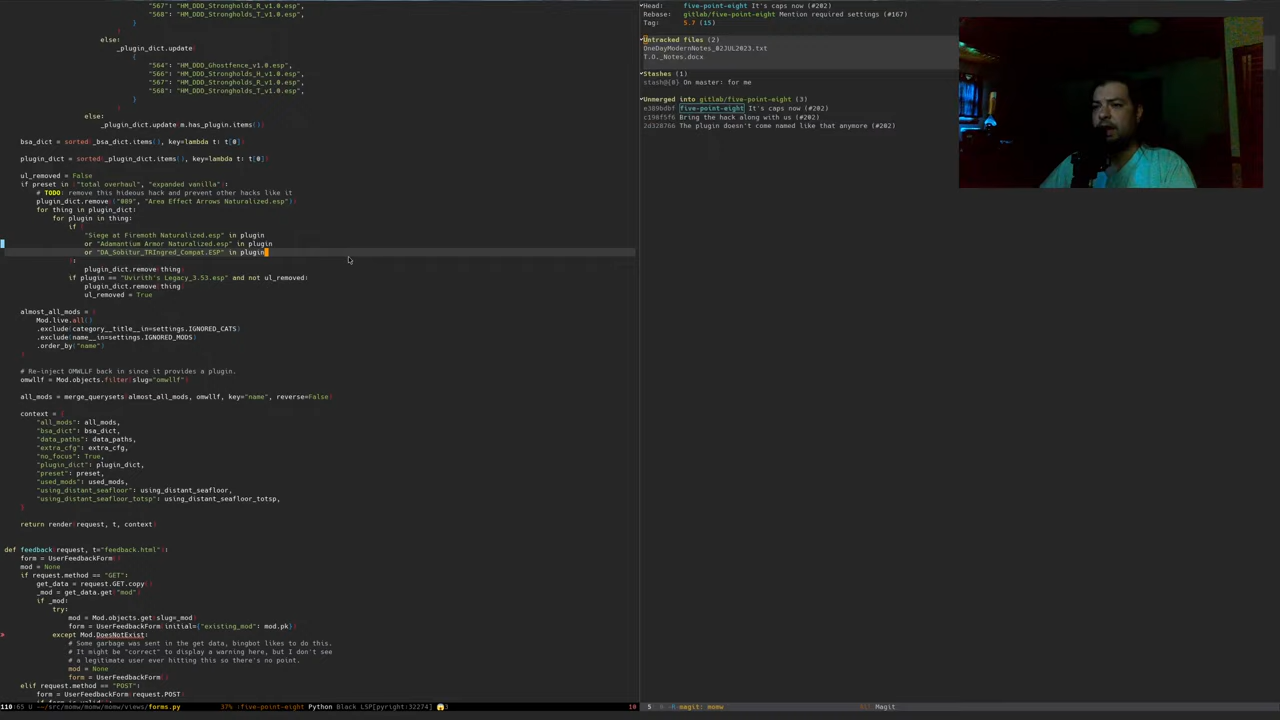 "567": "HM_DDD_Strongholds_R_v1.0.esp",
"568": "HM_DDD_Strongholds_T_v1.0.esp",
}
)
else:
_plugin_dict.update(
{
"564": "HM_DDD_Ghostfence_v1.0.esp",
"566": "HM_DDD_Strongholds_H_v1.0.esp",
"567": "HM_DDD_Strongholds_R_v1.0.esp",
"568": "HM_DDD_Strongholds_T_v1.0.esp",
}
)
else:
_plugin_dict.update(m.has_plugin.items())
bsa_dict = sorted(_bsa_dict.items(), key=lambda t: t[0])
plugin_dict = sorted(_plugin_dict.items(), key=lambda t: t[0])
ul_removed = False
if preset in ["total overhaul", "expanded vanilla"]:
# TODO: remove this hideous hack and prevent other hacks like it
plugin_dict.remove(("089", "Area Effect Arrows Naturalized.esp"))
for thing in plugin_dict:
for plugin in thing:
if (
"Siege at Firemoth Naturalized.esp" in plugin
or "Adamantium Armor Naturalized.esp" in plugin
or "DA_Sobitur_TRIngred_Compat.ESP" in plugin
):
plugin_dict.remove(thing)
if plugin == "Uvirith's Legacy_3.53.esp" and not ul_removed:
plugin_dict.remove(thing)
ul_removed = True
almost_all_mods = (
Mod.live.all()
.exclude(category__title__in=settings.IGNORED_CATS)
.exclude(name__in=settings.IGNORED_MODS)
.order_by("name")
)
# Re-inject OMWLLF back in since it provides a plugin.
omwllf = Mod.objects.filter(slug="omwllf")
all_mods = merge_querysets(almost_all_mods, omwllf, key="name", reverse=False)
context = {
"all_mods": all_mods,
"bsa_dict": bsa_dict,
"data_paths": data_paths,
"extra_cfg": extra_cfg,
"no_focus": True,
"plugin_dict": plugin_dict,
"preset": preset,
"used_mods": used_mods,
"using_distant_seafloor": using_distant_seafloor,
"using_distant_seafloor_totsp": using_distant_seafloor_totsp,
}
return render(request, t, context)
def feedback(request, t="feedback.html"):
form = UserFeedbackForm()
mod = None
if request.method == "GET":
get_data = request.GET.copy()
_mod = get_data.get("mod")
if _mod:
try:
mod = Mod.objects.get(slug=_mod)
form = UserFeedbackForm(initial={"existing_mod": mod.pk})
except Mod.DoesNotExist:
# Some garbage was sent in the get data, bingbot likes to do this.
# It might be "correct" to display a warning here, but I don't see
# a legitimate user ever hitting this so there's no point.
mod = None
form = UserFeedbackForm()
elif request.method == "POST":
form = UserFeedbackForm(request.POST)
110:65 U ~~/src/momw/momw/momw/views/forms.py 37% :five-point-eight Python Black LSP[pyright:32274]
Head: five-point-eight It's caps now (#202)
Rebase: gitlab/five-point-eight Mention required settings (#167)
Tag: 5.7 (15)
Untracked files (2)
OneDayModernNotes_02JUL2023.txt
T.O._Notes.docx
Stashes (1)
stash@{0} On master: for me
Unmerged into gitlab/five-point-eight (3)
e389bdbf five-point-eight It's caps now (#202)
c198f5f6 Bring the hack along with us (#202)
2d328766 The plugin doesn't come named like that anymore (#202)
magit: momw Magit